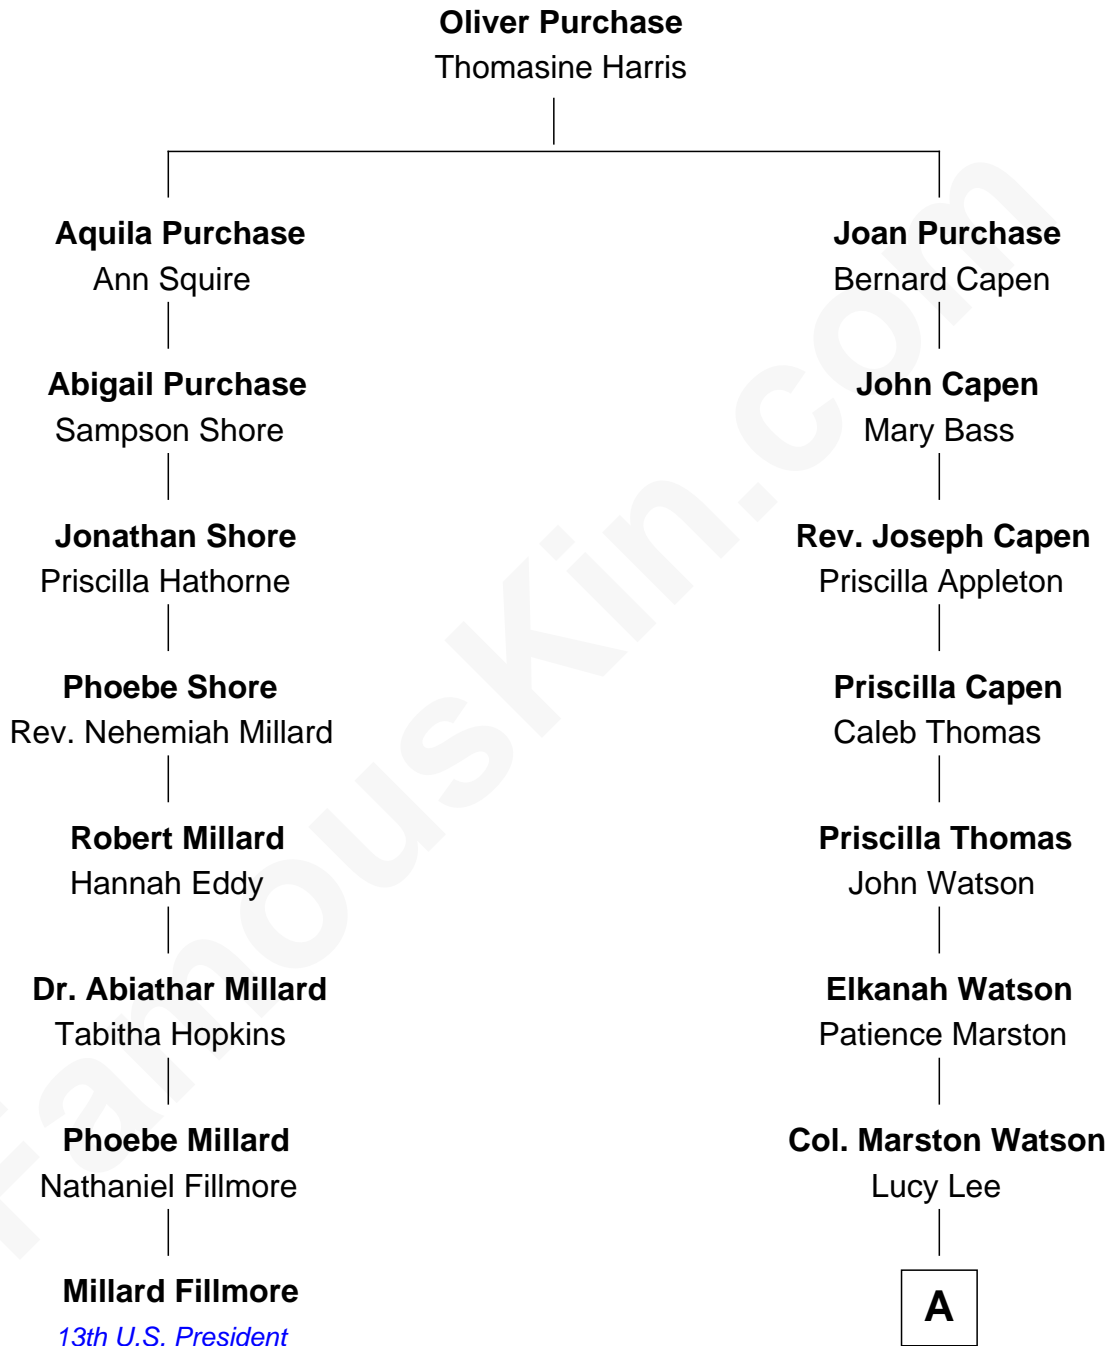 Oliver Purchase
Thomasine Harris
Aquila Purchase
Ann Squire
Joan Purchase
Bernard Capen
Abigail Purchase
Sampson Shore
John Capen
Mary Bass
Jonathan Shore
Priscilla Hathorne
Rev. Joseph Capen
Priscilla Appleton
Phoebe Shore
Rev. Nehemiah Millard
Priscilla Capen
Caleb Thomas
Robert Millard
Hannah Eddy
Priscilla Thomas
John Watson
Dr. Abiathar Millard
Tabitha Hopkins
Elkanah Watson
Patience Marston
Phoebe Millard
Nathaniel Fillmore
Col. Marston Watson
Lucy Lee
Millard Fillmore
13th U.S. President
A
FamousKin.com